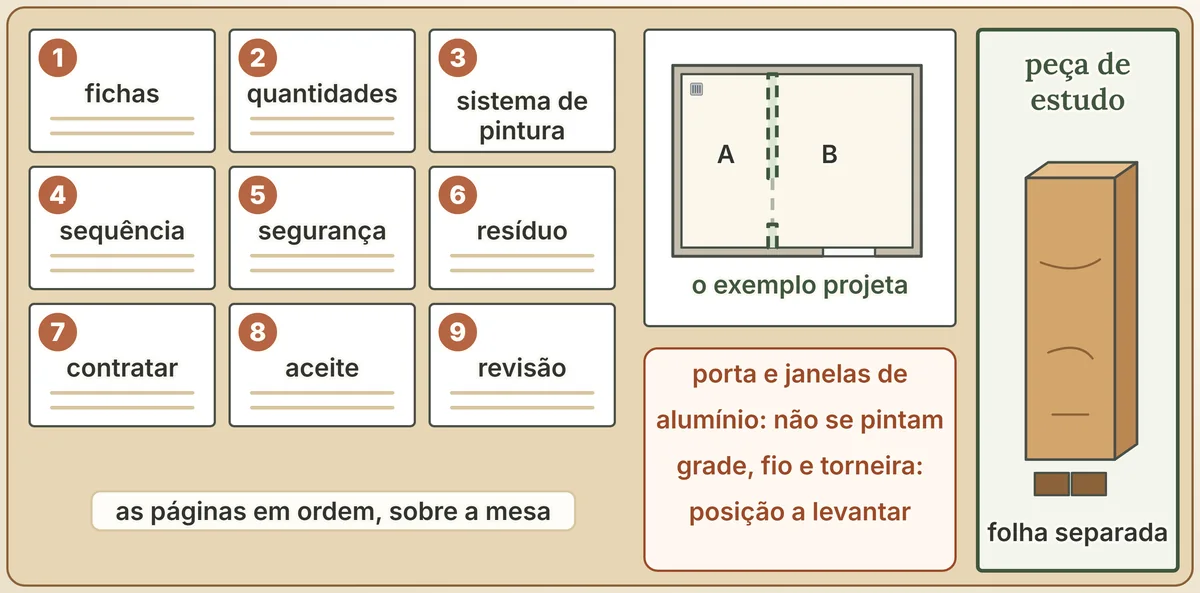 1
fichas
2
quantidades
3
sistema de
pintura
4
sequência
5
segurança
6
resíduo
7
contratar
8
aceite
9
revisão
as páginas em ordem, sobre a mesa
A
B
o exemplo projeta
porta e janelas de
alumínio: não se pintam
grade, fio e torneira:
posição a levantar
peça de
estudo
folha separada